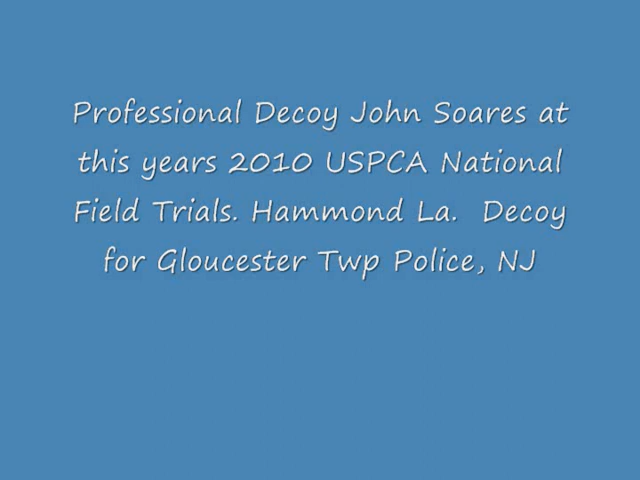 Professional Decoy John Soares at
this years 2010 USPCA National
Field Trials. Hammond La.  Decoy
for Gloucester Twp Police, NJ